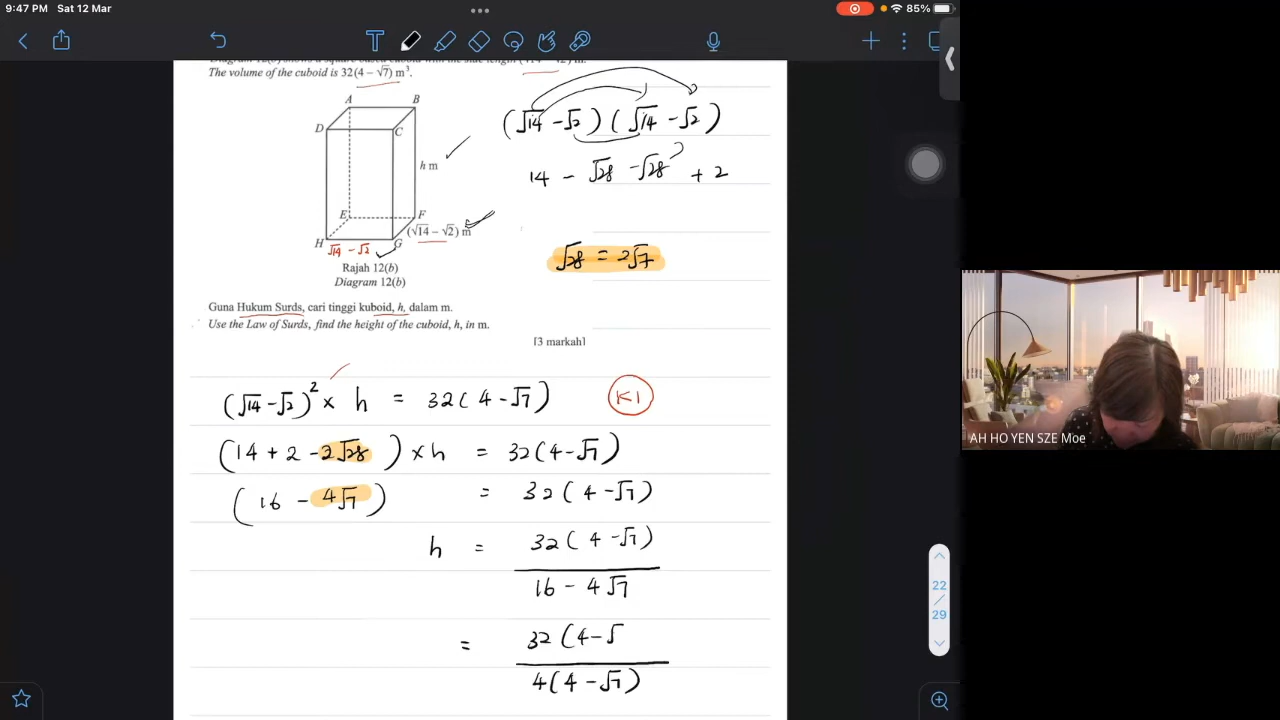 9:47 PM Sat 12 Mar
85%
The volume of the cuboid is 32(4 – √7) m³.
A B
D C
h m
E F
(√14 – √2) m
H G
√14 – √2
Rajah 12(b)
Diagram 12(b)
(√14 – √2)(√14 – √2)
14 – √28 – √28 + 2
√28 = 2√7
Guna Hukum Surds, cari tinggi kuboid, h, dalam m.
Use the Law of Surds, find the height of the cuboid, h, in m.
[3 markah]
(√14 – √2)² × h = 32(4 – √7) K1
(14 + 2 – 2√28) × h = 32(4 – √7)
(16 – 4√7) = 32(4 – √7)
h = 32(4 – √7)
16 – 4√7
= 32(4 – √
4(4 – √7)
22
/
29
AH HO YEN SZE Moe